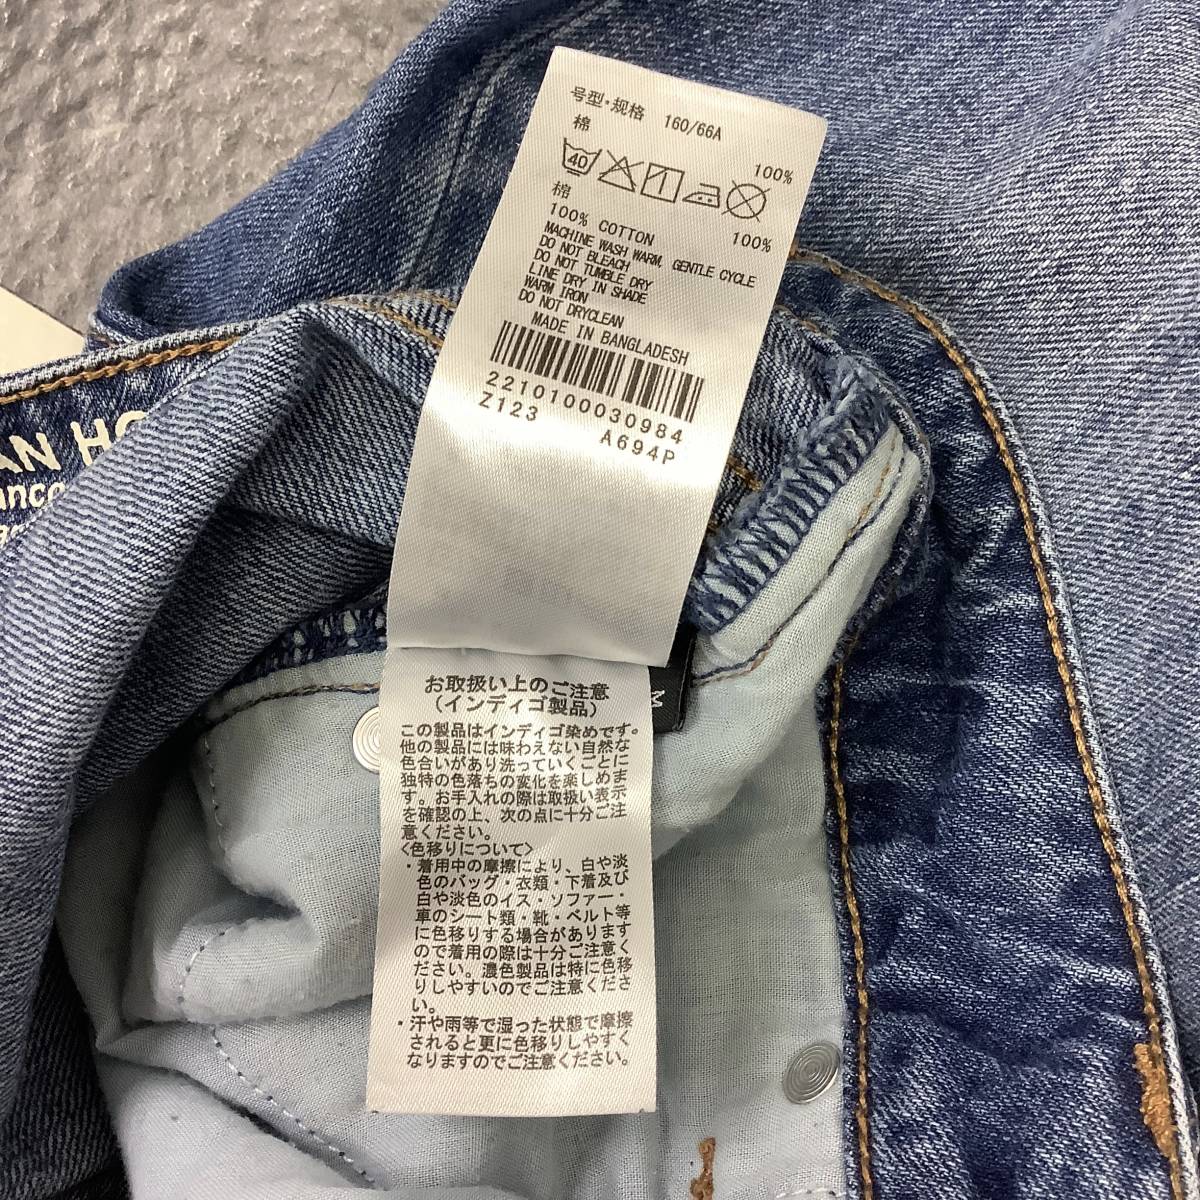 号型・规格 160/66A
棉 100%
40
棉 100%
100% COTTON
MACHINE WASH WARM, GENTLE CYCLE
DO NOT BLEACH
DO NOT TUMBLE DRY
LINE DRY IN SHADE
WARM IRON
DO NOT DRYCLEAN
MADE IN BANGLADESH
2210100030984
Z123 A694P
AN HO
anco
お取扱い上のご注意
(インディゴ製品)
この製品はインディゴ染めです。
他の製品には味わえない自然な
色合いがあり洗っていくごとに
独特の色落ちの変化を楽しめま
す。お手入れの際は取扱い表示
を確認の上、次の点に十分ご注
意ください。
<色移りについて>
・着用中の摩擦により、白や淡
色のバッグ・衣類・下着及び
白や淡色のイス・ソファー・
車のシート類・靴・ベルト等
に色移りする場合があります
ので着用の際は十分ご注意く
ださい。濃色製品は特に色移
りしやすいのでご注意くださ
い。
・汗や雨等で湿った状態で摩擦
されると更に色移りしやすく
なりますのでご注意ください。